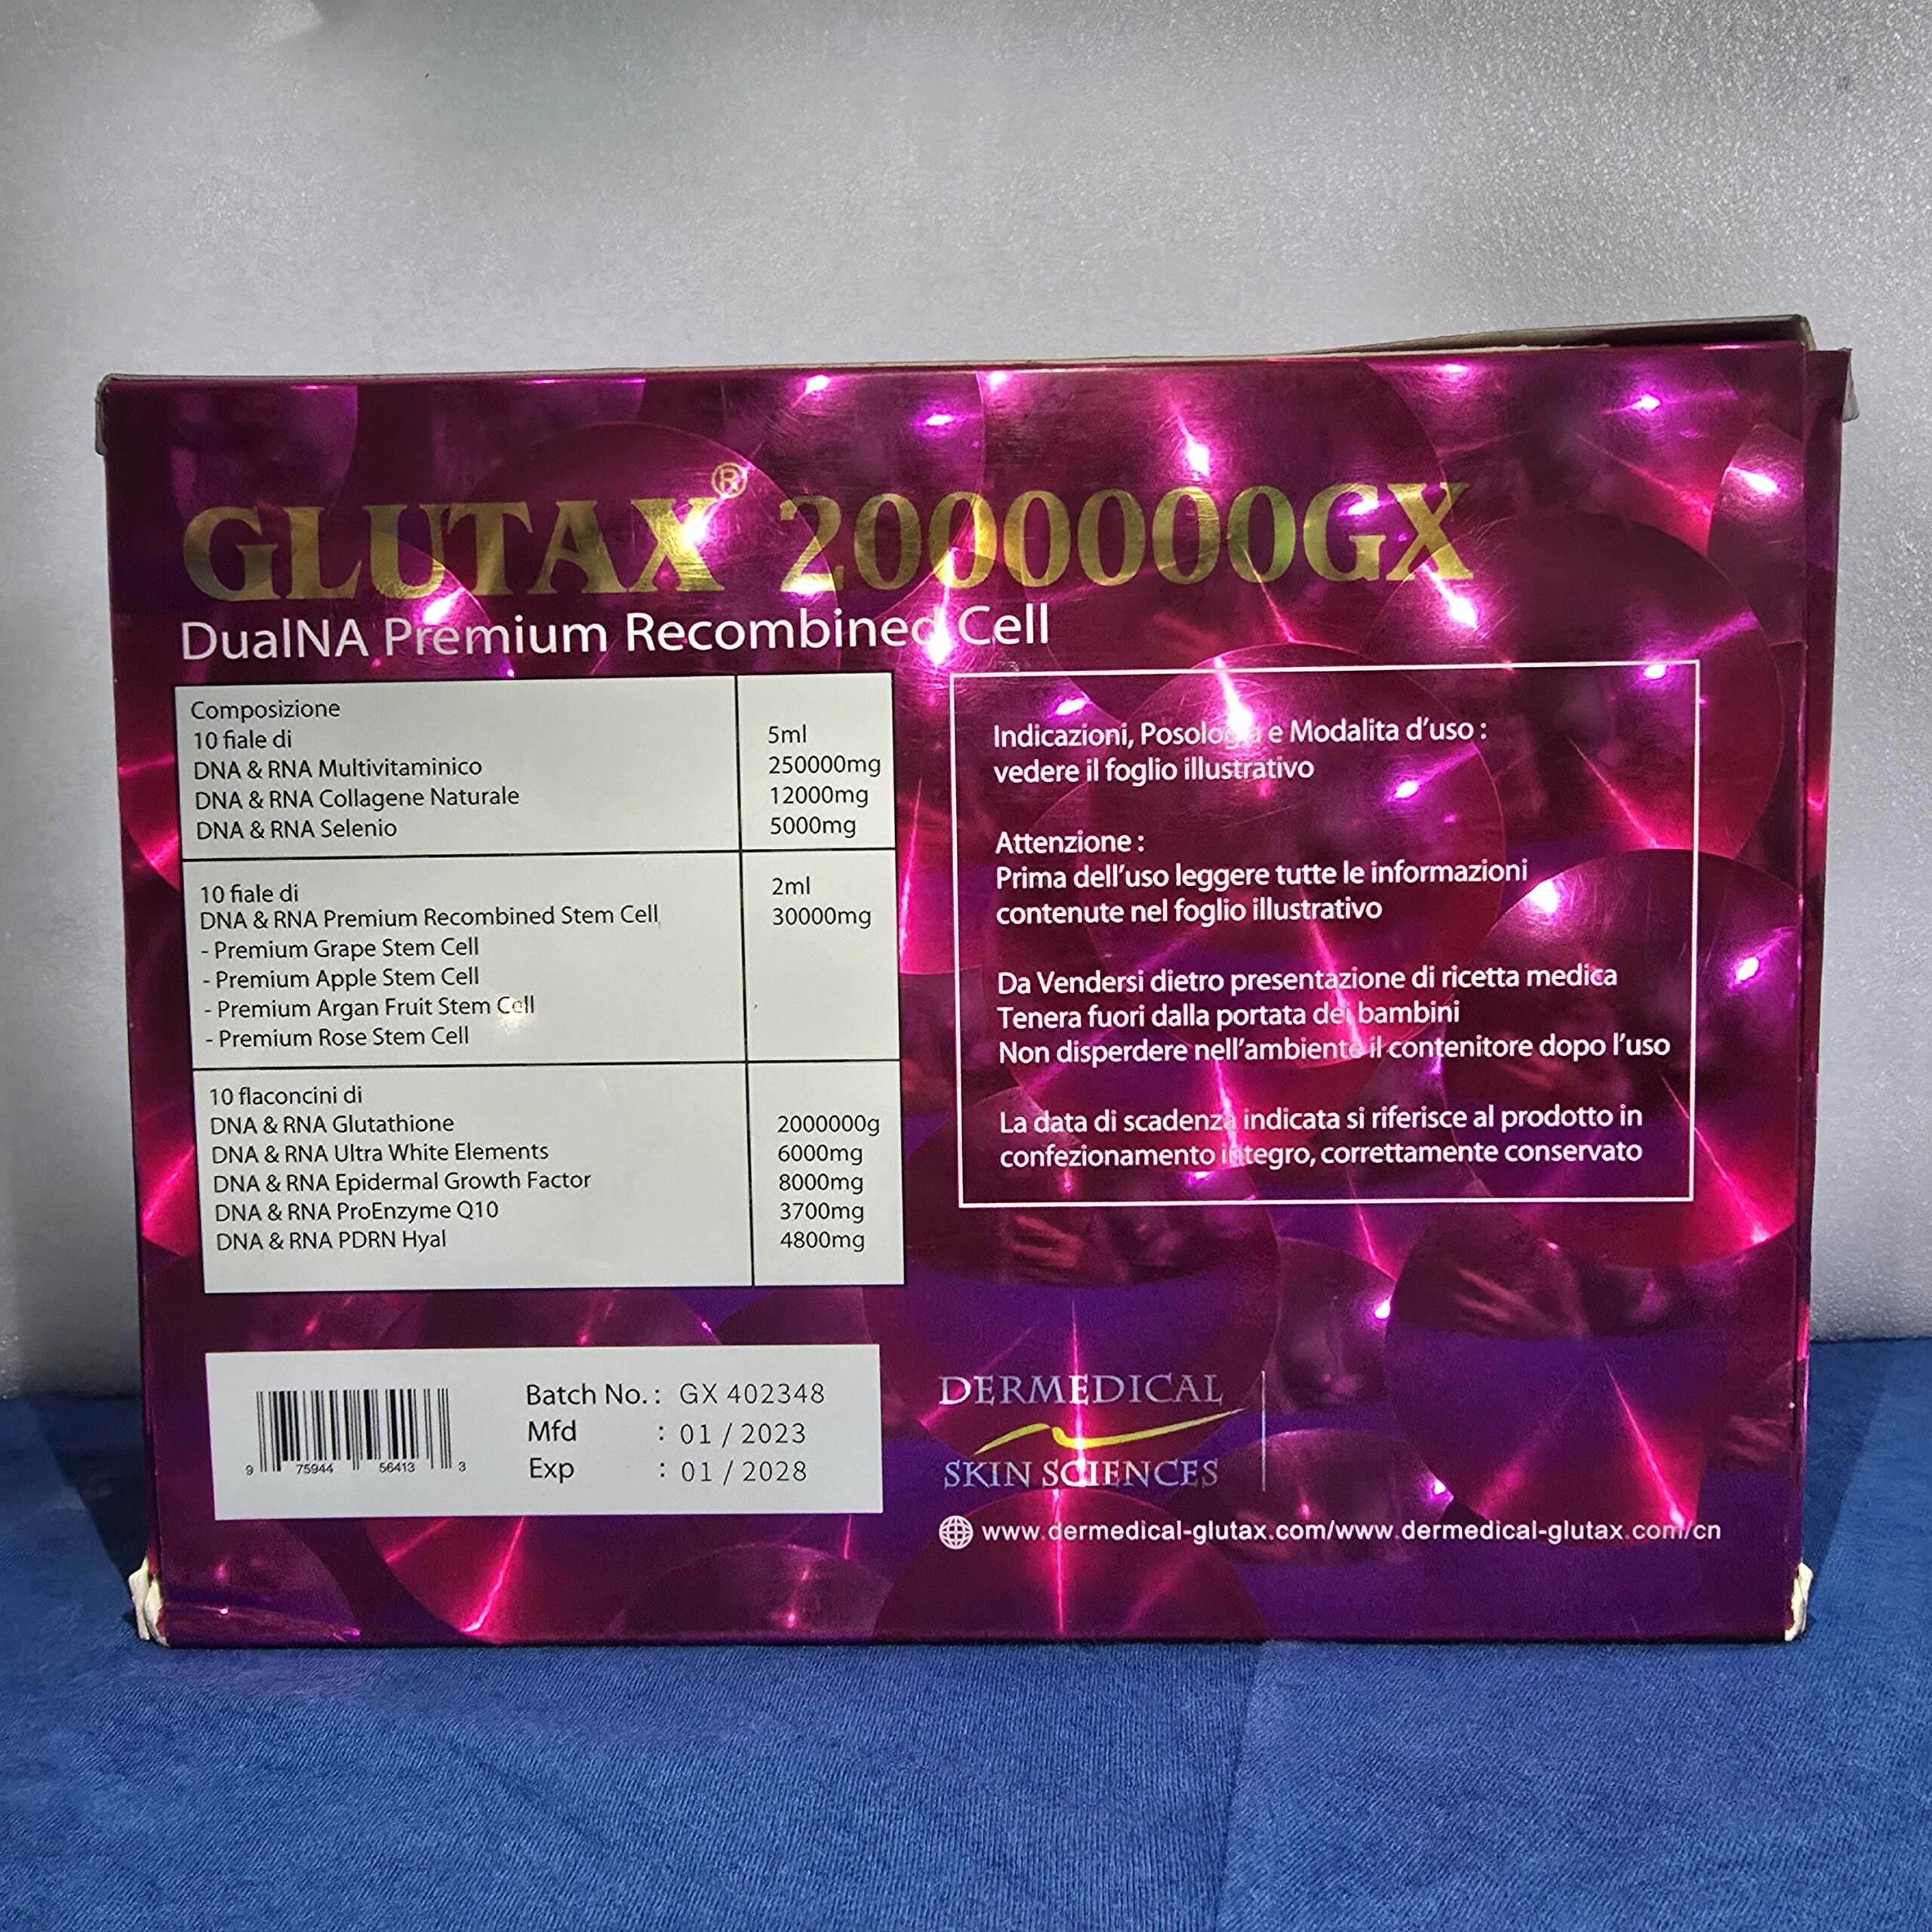 GLUTAX® 2000000GX
DualNA Premium Recombined Cell
Composizione
10 fiale di 5ml
DNA & RNA Multivitaminico 250000mg
DNA & RNA Collagene Naturale 12000mg
DNA & RNA Selenio 5000mg
10 fiale di 2ml
DNA & RNA Premium Recombined Stem Cell 30000mg
- Premium Grape Stem Cell
- Premium Apple Stem Cell
- Premium Argan Fruit Stem Cell
- Premium Rose Stem Cell
10 flaconcini di
DNA & RNA Glutathione 2000000g
DNA & RNA Ultra White Elements 6000mg
DNA & RNA Epidermal Growth Factor 8000mg
DNA & RNA ProEnzyme Q10 3700mg
DNA & RNA PDRN Hyal 4800mg
Indicazioni, Posologia e Modalita d'uso :
vedere il foglio illustrativo
Attenzione :
Prima dell'uso leggere tutte le informazioni
contenute nel foglio illustrativo
Da Vendersi dietro presentazione di ricetta medica
Tenera fuori dalla portata dei bambini
Non disperdere nell'ambiente il contenitore dopo l'uso
La data di scadenza indicata si riferisce al prodotto in
confezionamento integro, correttamente conservato
9 75944 56413 3
Batch No. : GX 402348
Mfd : 01 / 2023
Exp : 01 / 2028
DERMEDICAL
SKIN SCIENCES
www.dermedical-glutax.com/www.dermedical-glutax.com/cn